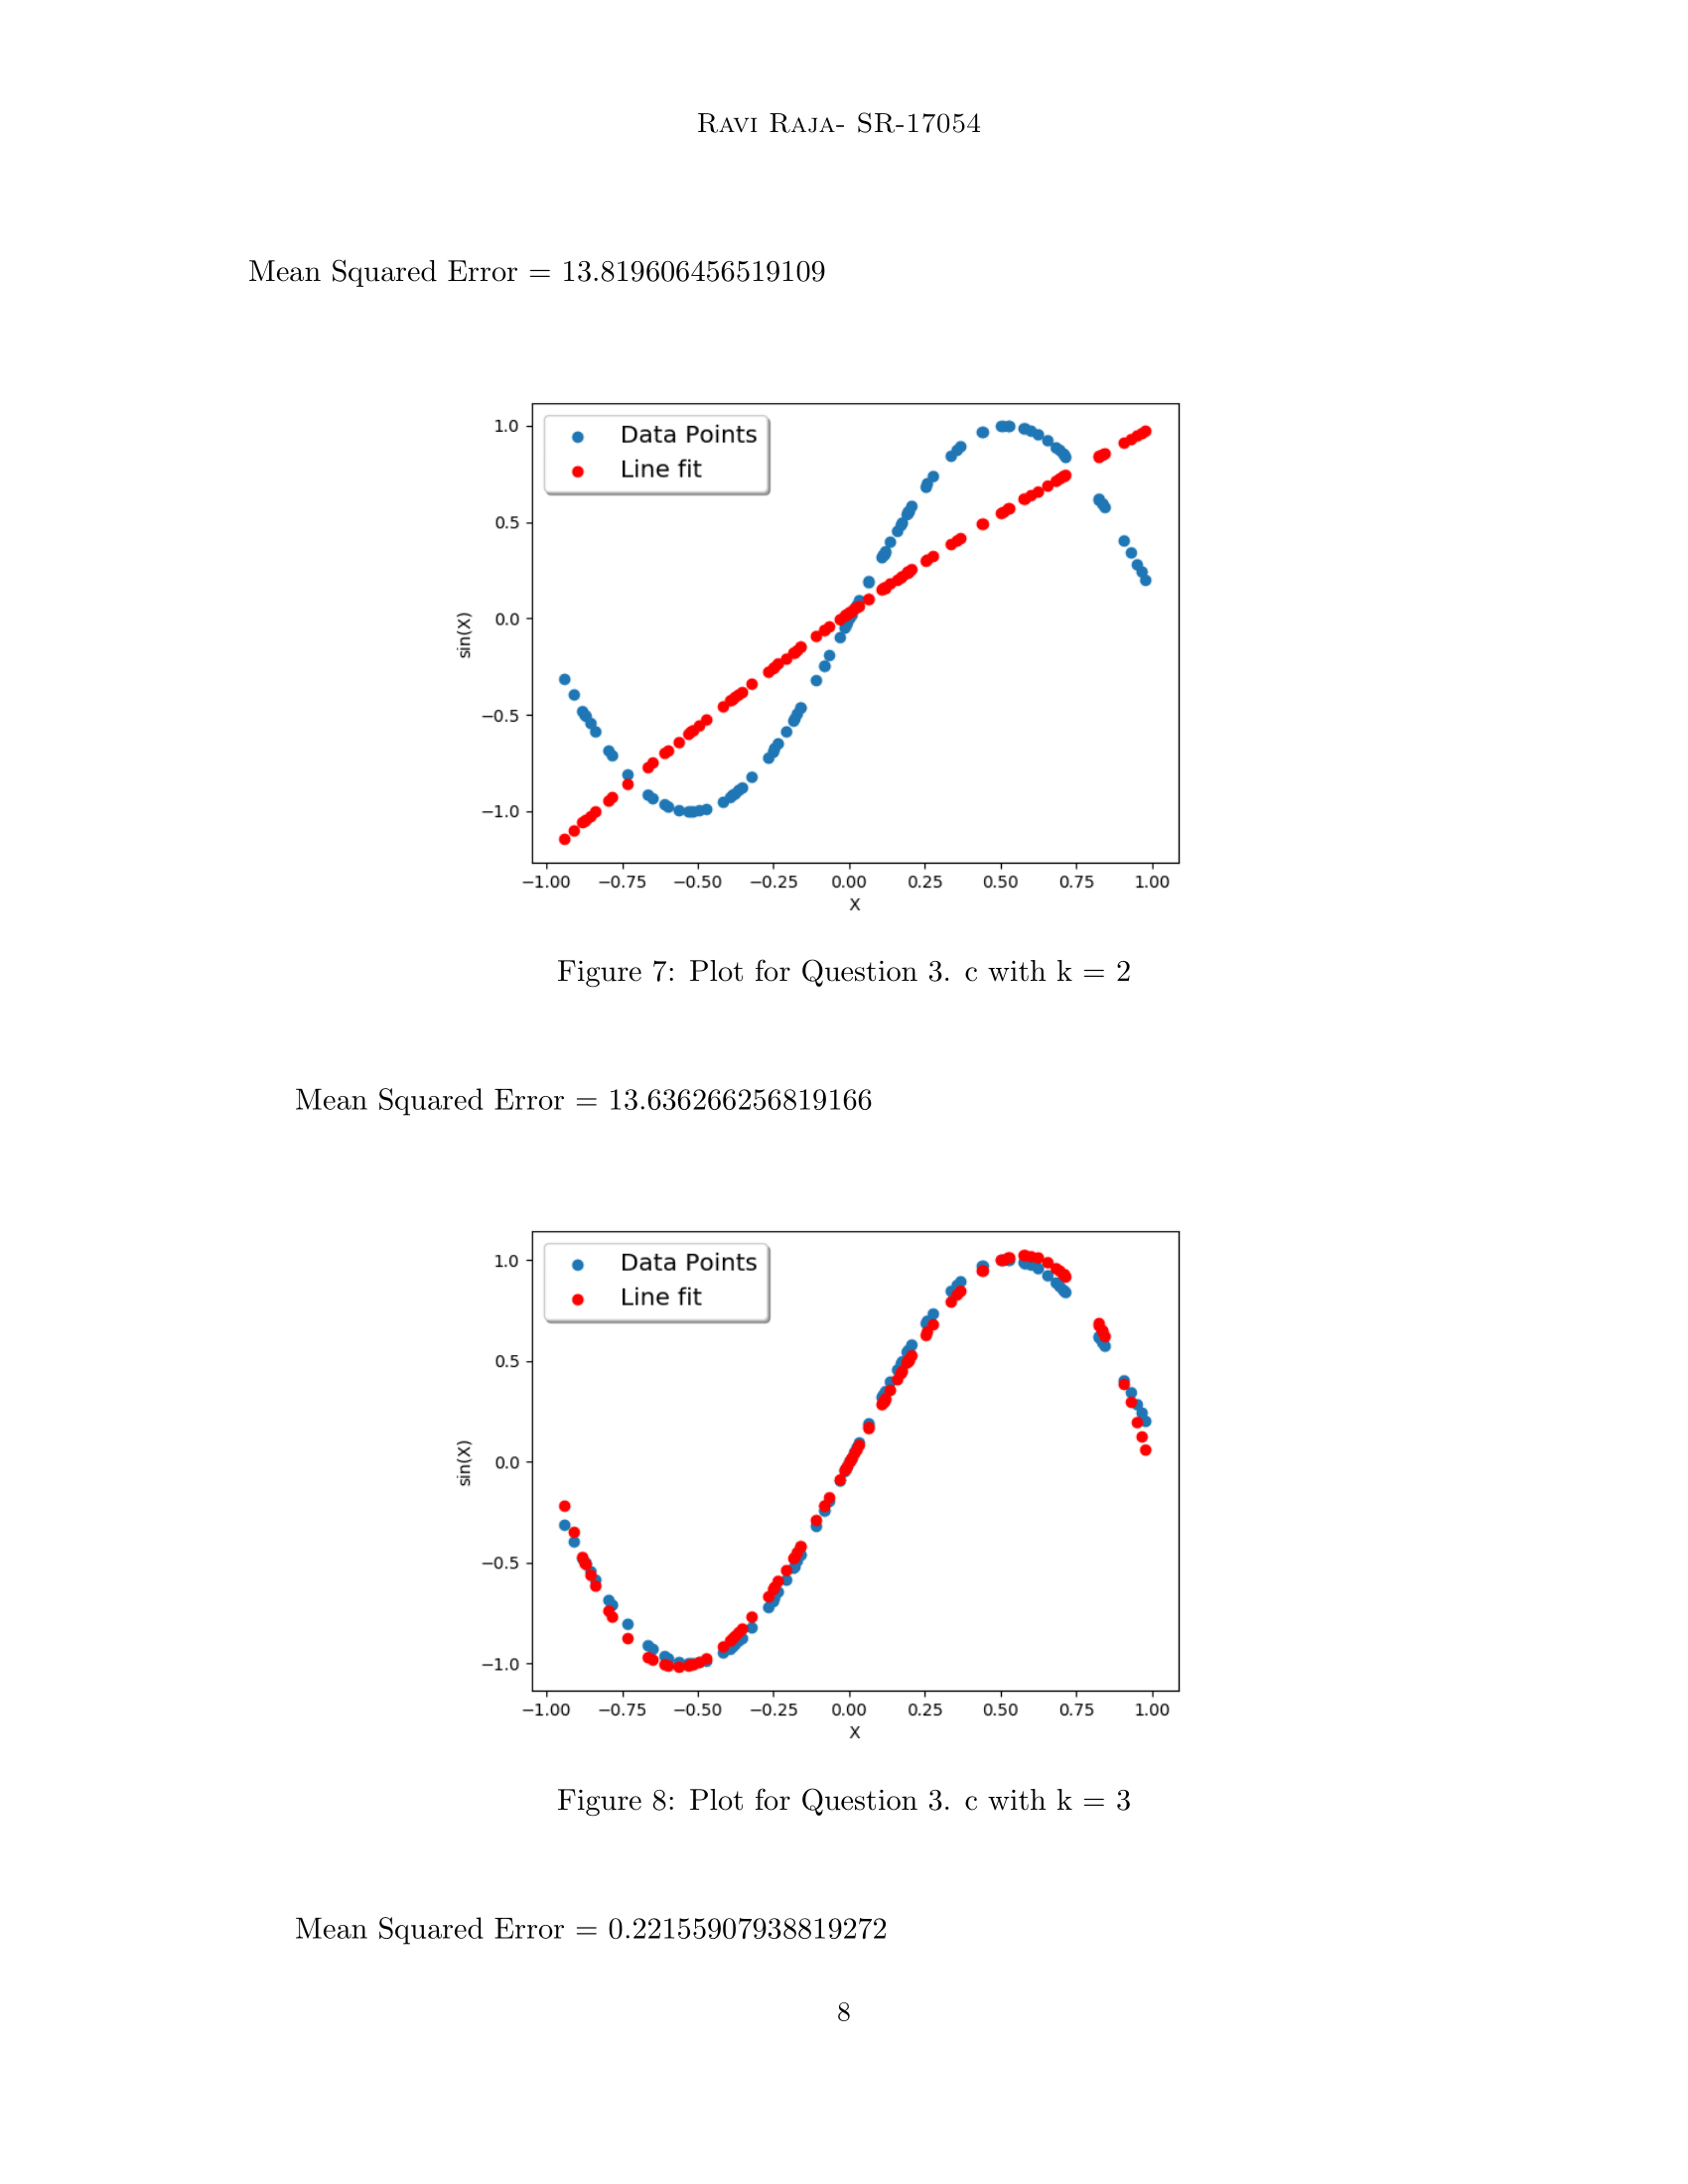 Ravi Raja- SR-17054
Mean Squared Error = 13.819606456519109
Data Points
Line fit
1.0
0.5
0.0
−0.5
−1.0
sin(X)
−1.00 −0.75 −0.50 −0.25 0.00 0.25 0.50 0.75 1.00
X
Figure 7: Plot for Question 3. c with k = 2
Mean Squared Error = 13.636266256819166
Data Points
Line fit
1.0
0.5
0.0
−0.5
−1.0
sin(X)
−1.00 −0.75 −0.50 −0.25 0.00 0.25 0.50 0.75 1.00
X
Figure 8: Plot for Question 3. c with k = 3
Mean Squared Error = 0.22155907938819272
8